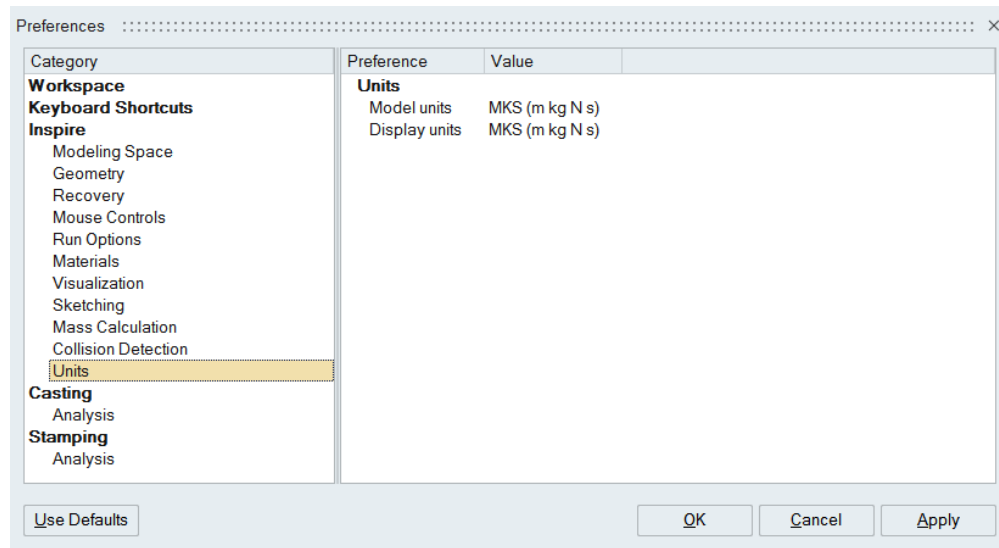 Preferences
Category
Workspace
Keyboard Shortcuts
Inspire
Modeling Space
Geometry
Recovery
Mouse Controls
Run Options
Materials
Visualization
Sketching
Mass Calculation
Collision Detection
Units
Casting
Analysis
Stamping
Analysis
Preference Value
Units
Model units MKS (m kg N s)
Display units MKS (m kg N s)
Use Defaults OK Cancel Apply